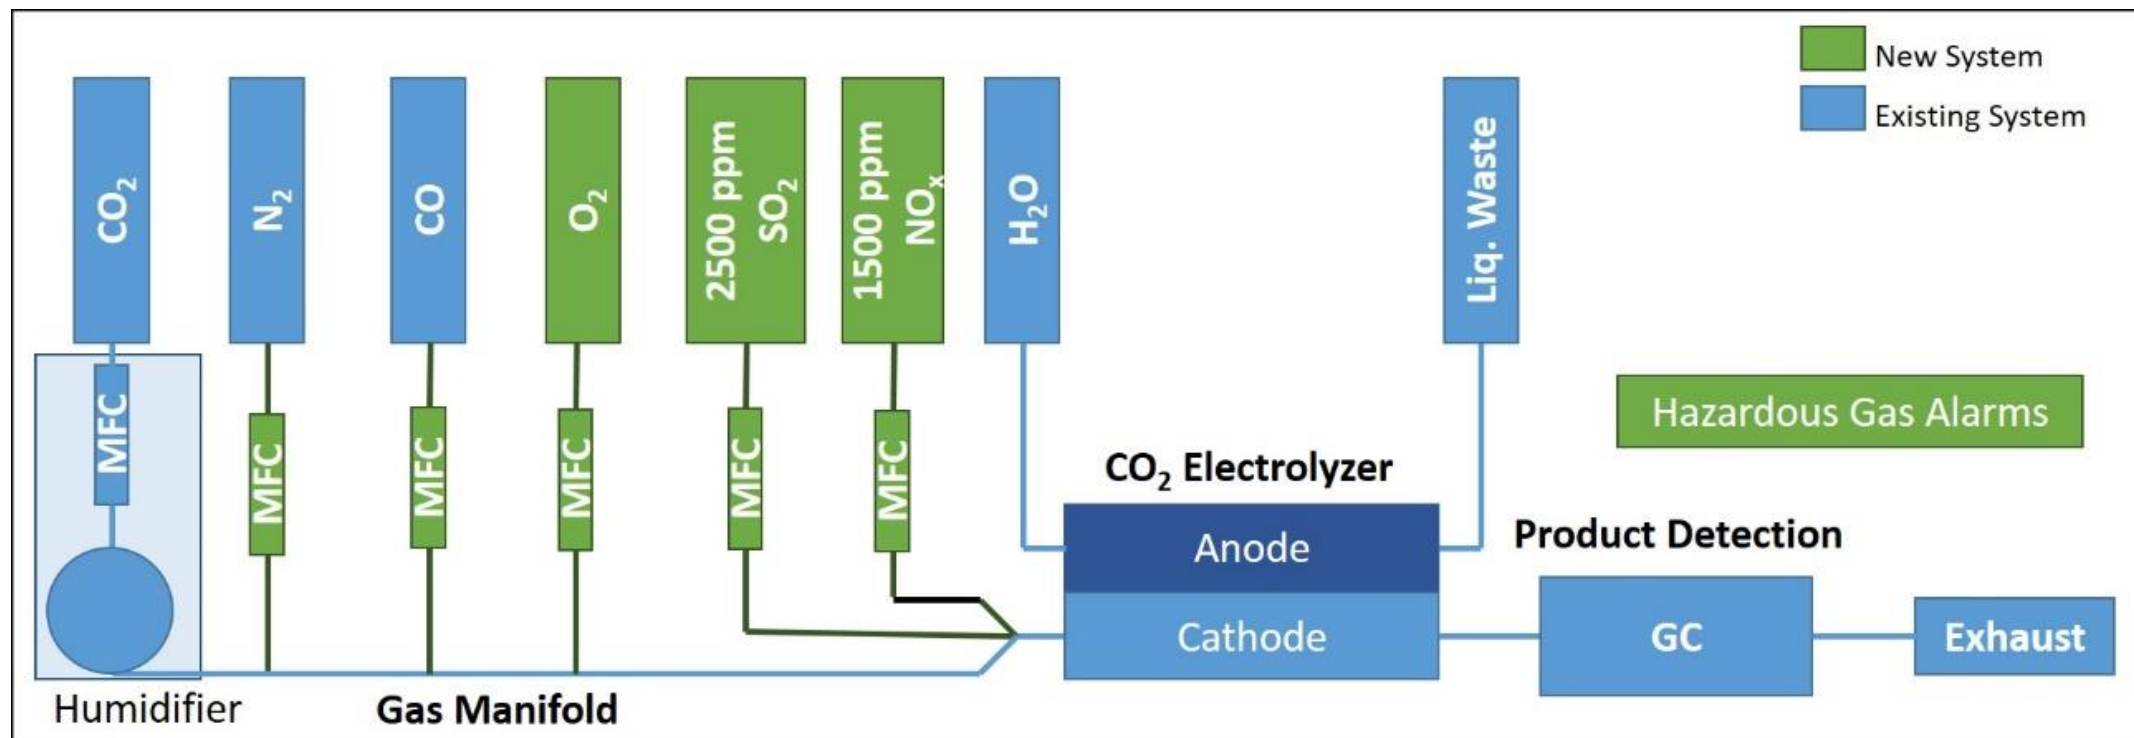 New System
Existing System
CO₂
N₂
CO
O₂
2500 ppm
SO₂
1500 ppm
NOₓ
H₂O
Liq. Waste
MFC
MFC
MFC
MFC
MFC
MFC
Hazardous Gas Alarms
CO₂ Electrolyzer
Anode
Cathode
Product Detection
GC
Exhaust
Humidifier
Gas Manifold